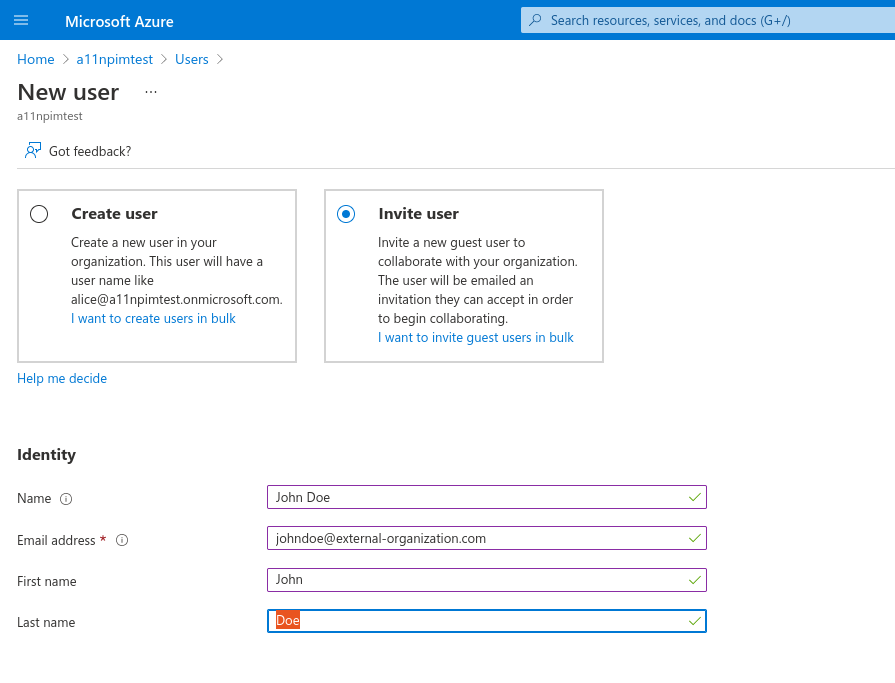 Microsoft Azure
Search resources, services, and docs (G+/)
Home > a11npimtest > Users >
New user ...
a11npimtest
Got feedback?
Create user
Create a new user in your
organization. This user will have a
user name like
alice@a11npimtest.onmicrosoft.com.
I want to create users in bulk
Invite user
Invite a new guest user to
collaborate with your organization.
The user will be emailed an
invitation they can accept in order
to begin collaborating.
I want to invite guest users in bulk
Help me decide
Identity
Name John Doe
Email address * johndoe@external-organization.com
First name John
Last name Doe